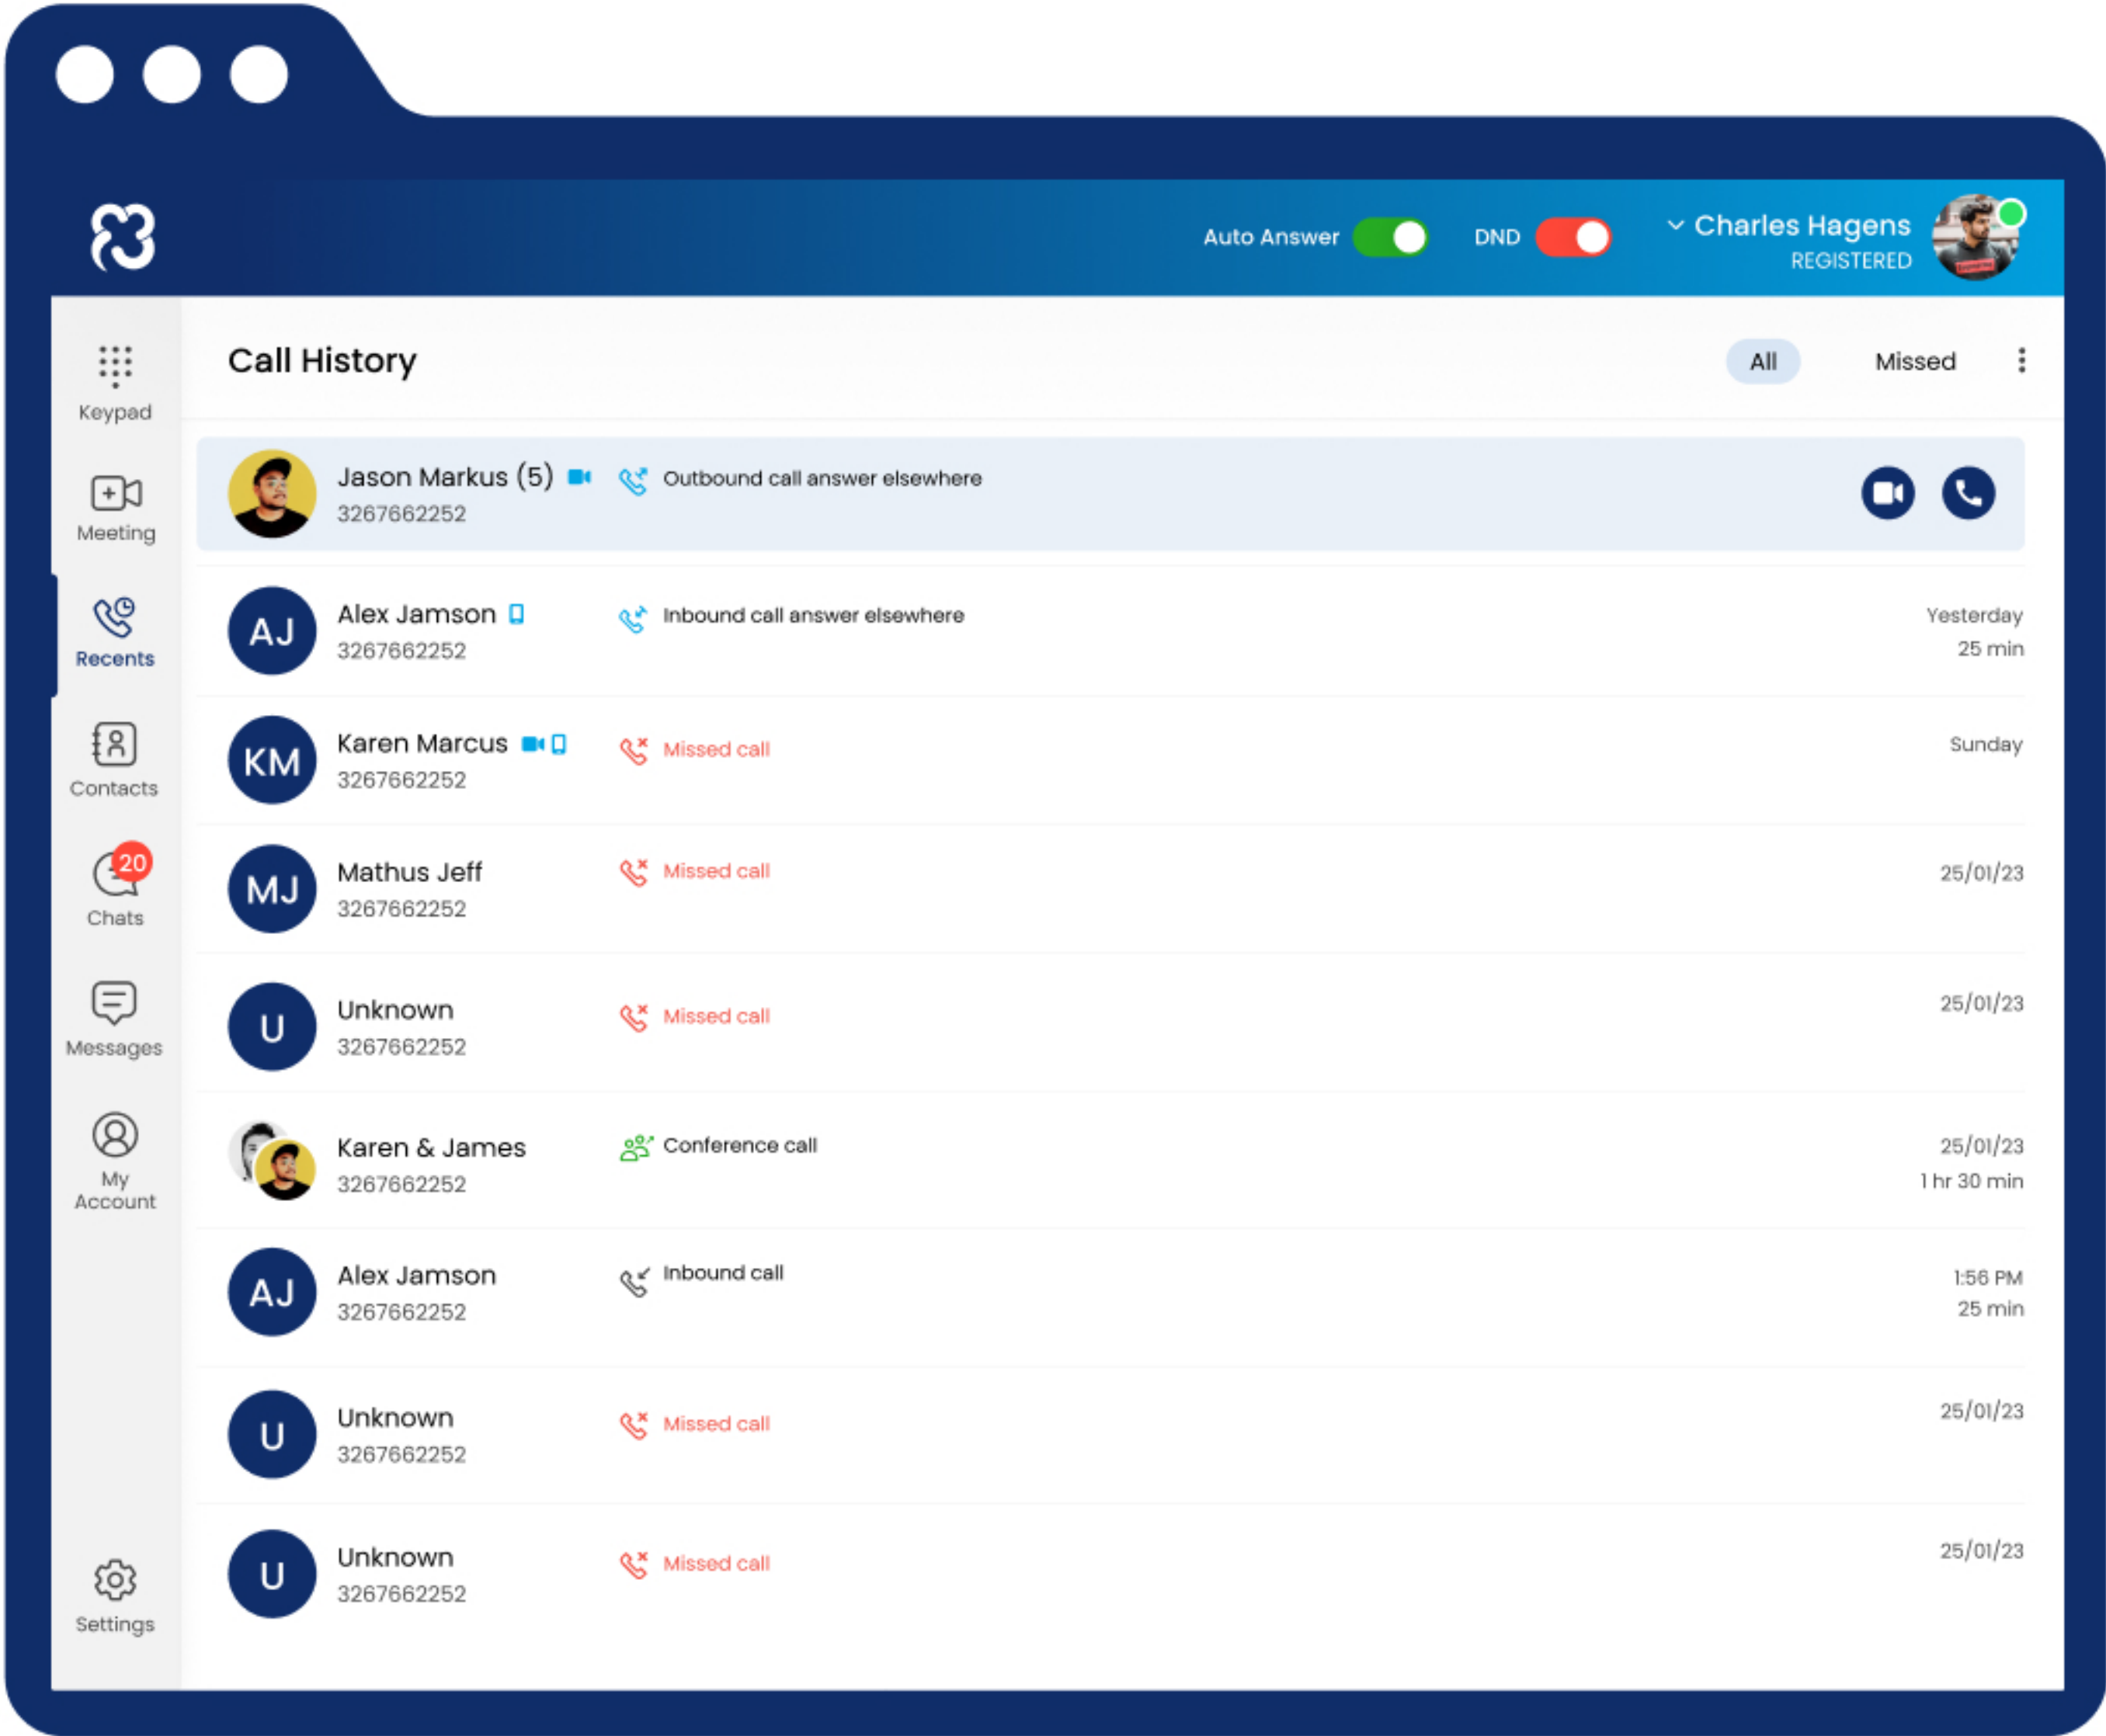 Auto Answer
DND
Charles Hagens
REGISTERED
Keypad
Meeting
Recents
Contacts
20
Chats
Messages
My
Account
Settings
Call History
All
Missed
Jason Markus (5)
3267662252
Outbound call answer elsewhere
AJ
Alex Jamson
3267662252
Inbound call answer elsewhere
Yesterday
25 min
KM
Karen Marcus
3267662252
Missed call
Sunday
MJ
Mathus Jeff
3267662252
Missed call
25/01/23
U
Unknown
3267662252
Missed call
25/01/23
Karen & James
3267662252
Conference call
25/01/23
1 hr 30 min
AJ
Alex Jamson
3267662252
Inbound call
1:56 PM
25 min
U
Unknown
3267662252
Missed call
25/01/23
U
Unknown
3267662252
Missed call
25/01/23